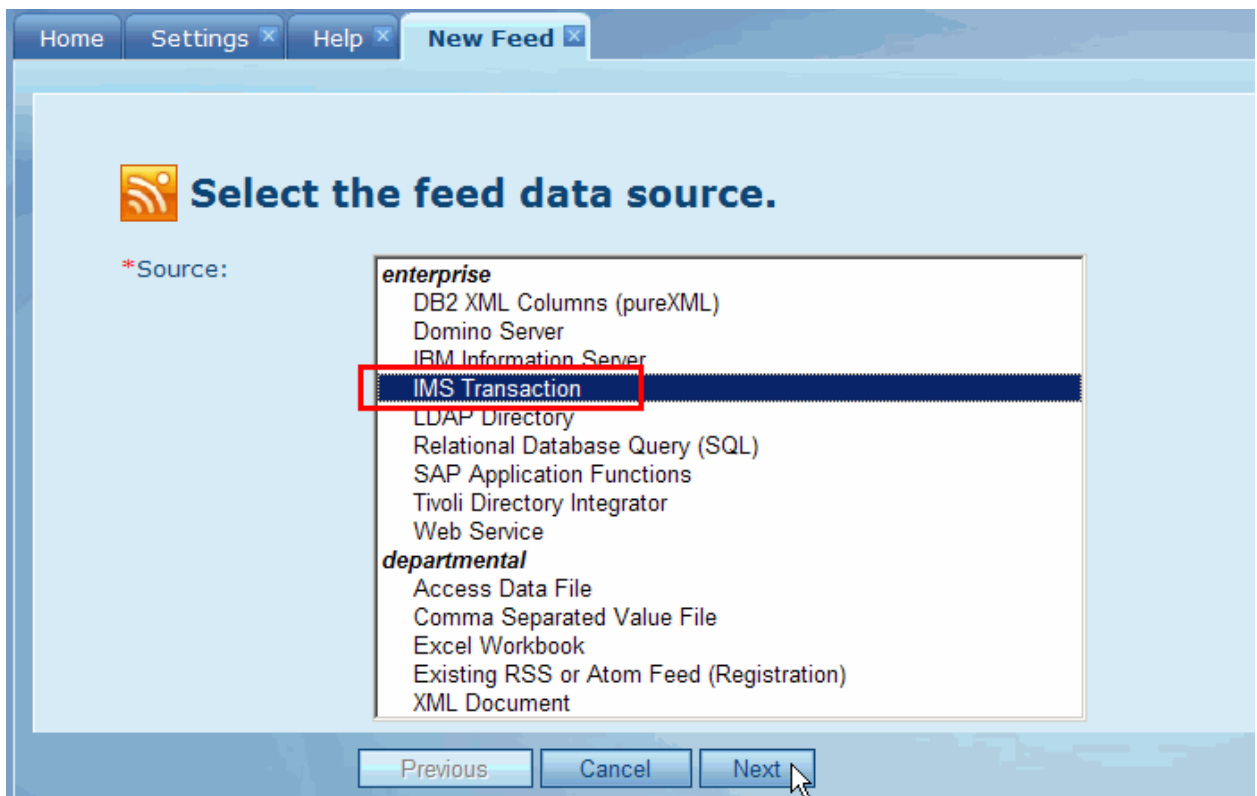 Home Settings Help New Feed
Select the feed data source.
*Source:
enterprise
DB2 XML Columns (pureXML)
Domino Server
IBM Information Server
IMS Transaction
LDAP Directory
Relational Database Query (SQL)
SAP Application Functions
Tivoli Directory Integrator
Web Service
departmental
Access Data File
Comma Separated Value File
Excel Workbook
Existing RSS or Atom Feed (Registration)
XML Document
Previous Cancel Next